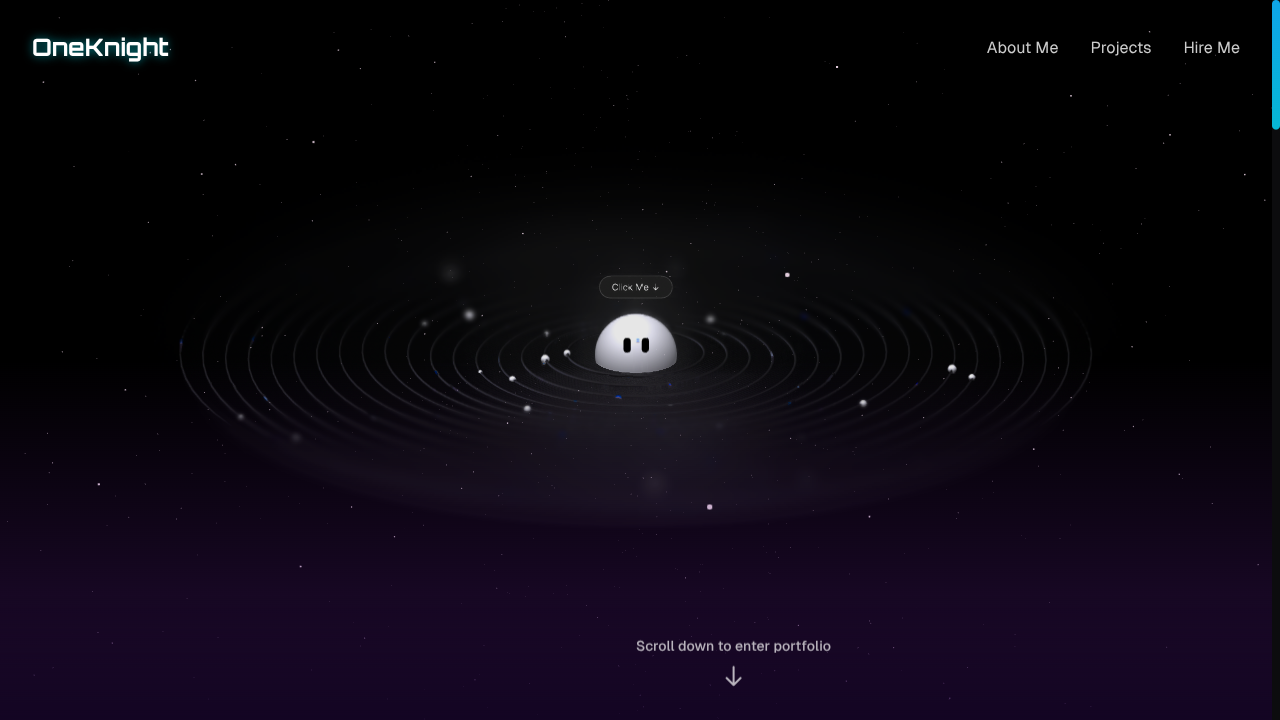 OneKnight
About Me
Projects
Hire Me
Click Me ↓
Scroll down to enter portfolio
↓